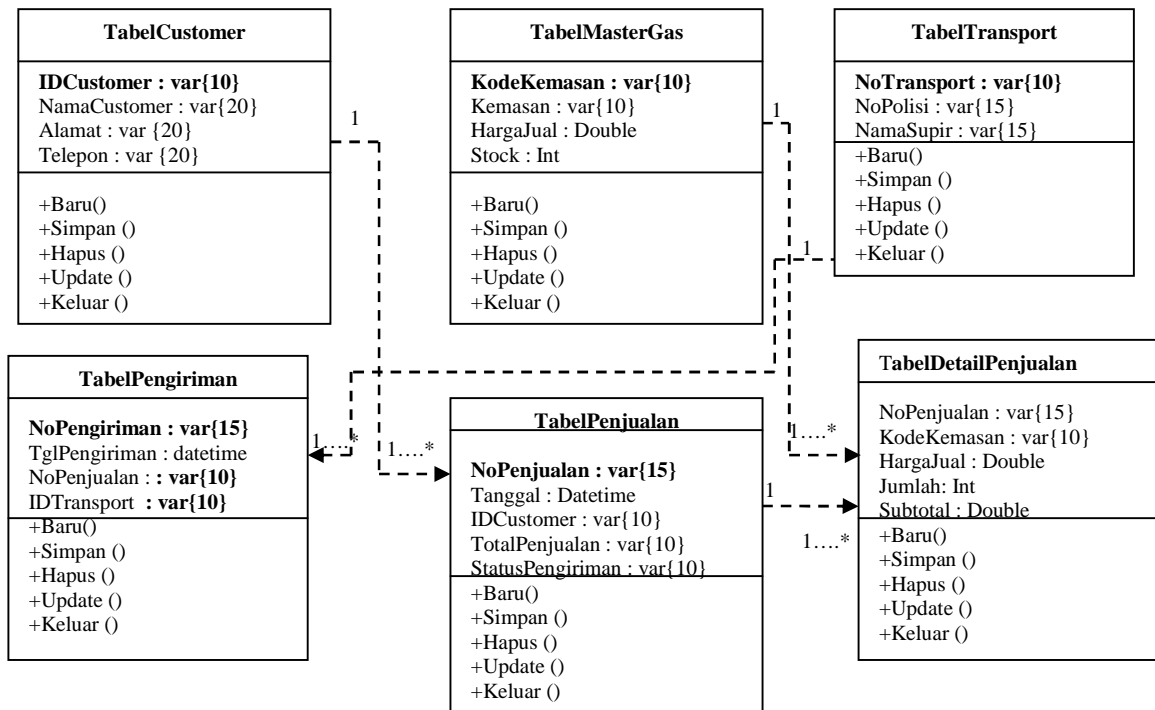 TabelCustomer
IDCustomer : var{10}
NamaCustomer : var{20}
Alamat : var {20}
Telepon : var {20}
+Baru()
+Simpan ()
+Hapus ()
+Update ()
+Keluar ()
1
TabelMasterGas
KodeKemasan : var{10}
Kemasan : var{10}
HargaJual : Double
Stock : Int
+Baru()
+Simpan ()
+Hapus ()
+Update ()
+Keluar ()
1
TabelTransport
NoTransport : var{10}
NoPolisi : var{15}
NamaSupir : var{15}
+Baru()
+Simpan ()
+Hapus ()
+Update ()
+Keluar ()
1
TabelPengiriman
NoPengiriman : var{15}
TglPengiriman : datetime
NoPenjualan : : var{10}
IDTransport : var{10}
+Baru()
+Simpan ()
+Hapus ()
+Update ()
+Keluar ()
1….*
1….*
TabelPenjualan
NoPenjualan : var{15}
Tanggal : Datetime
IDCustomer : var{10}
TotalPenjualan : var{10}
StatusPengiriman : var{10}
+Baru()
+Simpan ()
+Hapus ()
+Update ()
+Keluar ()
1
1….*
1….*
TabelDetailPenjualan
NoPenjualan : var{15}
KodeKemasan : var{10}
HargaJual : Double
Jumlah: Int
Subtotal : Double
+Baru()
+Simpan ()
+Hapus ()
+Update ()
+Keluar ()